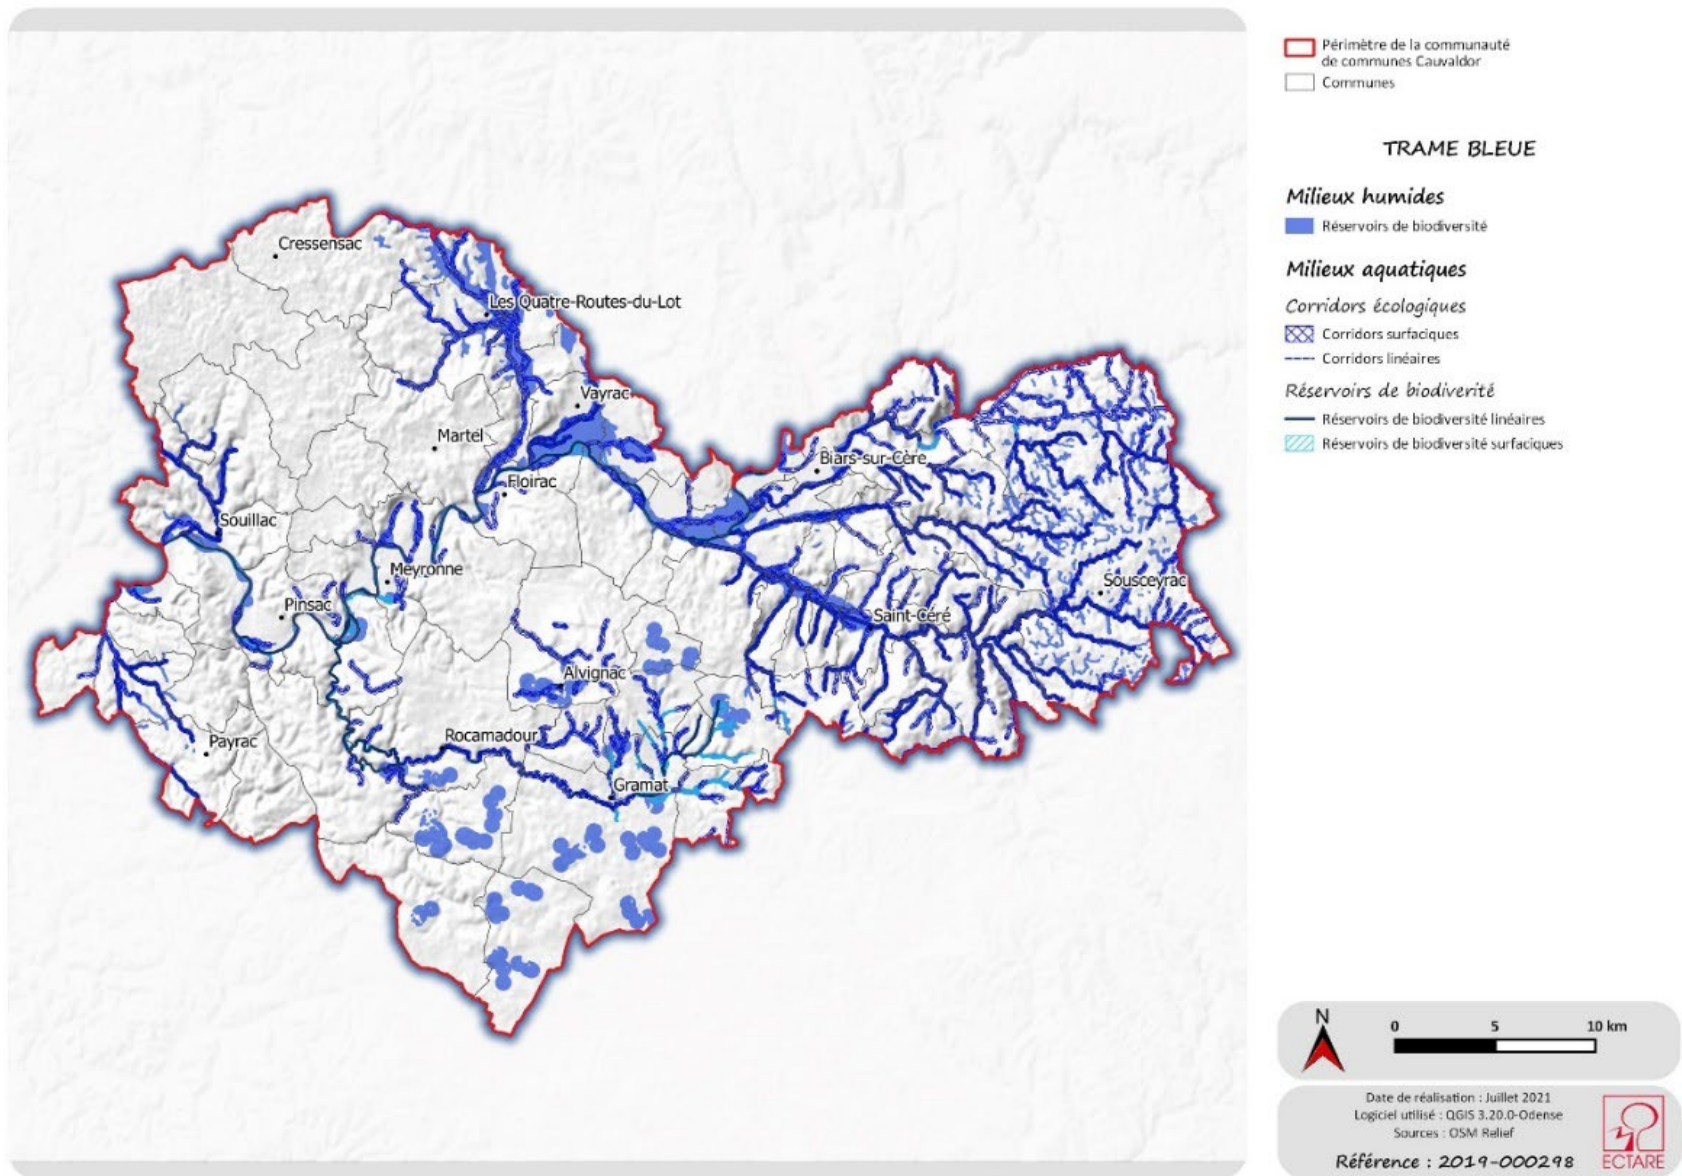 Périmètre de la communauté
de communes Cauvaldor
Communes
TRAME BLEUE
Milieux humides
Réservoirs de biodiversité
Milieux aquatiques
Corridors écologiques
Corridors surfaciques
Corridors linéaires
Réservoirs de biodiverité
Réservoirs de biodiversité linéaires
Réservoirs de biodiversité surfaciques
Cressensac
Les Quatre-Routes-du-Lot
Vayrac
Martel
Biars-sur-Cère
Floirac
Souillac
Meyronne
Sousceyrac
Pinsac
Saint-Céré
Alvignac
Rocamadour
Payrac
Gramat
N
0 5 10 km
Date de réalisation : Juillet 2021
Logiciel utilisé : QGIS 3.20.0-Odense
Sources : OSM Relief
Référence : 2019-000298
ECTARE